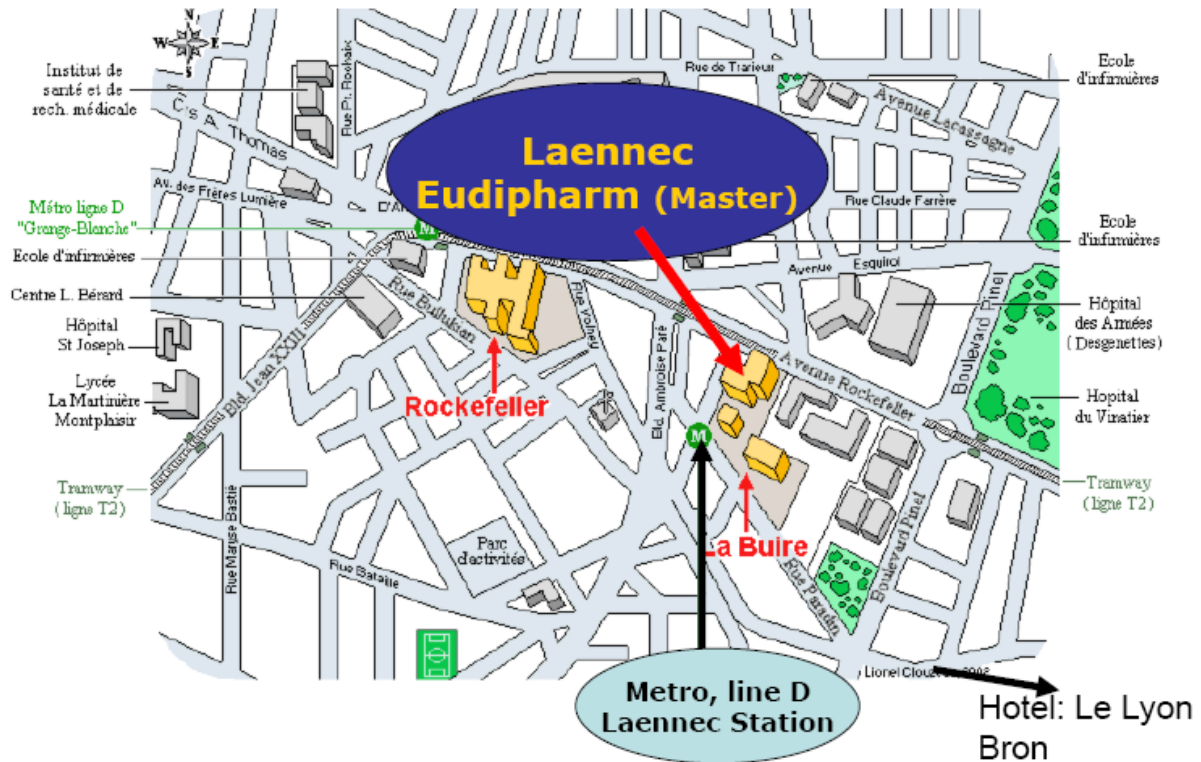 N
W
E
S
Institut de
santé et de
rech. médicale
C's A. Thomas
Rue Pr. Rochaix
Rue de Trarieux
Avenue Lacassagne
Ecole
d'infirmières
Laennec
Eudipharm (Master)
Av. des Frères Lumière
D'A
Rue Claude Farrère
Métro ligne D
"Grange-Blanche"
M
Ecole d'infirmières
Ecole
d'infirmières
Avenue Esquirol
Centre L. Bérard
Rue Volney
Bld. Ambroise Paré
Boulevard Pinel
Hôpital
des Armées
(Desgenettes)
Hôpital
St Joseph
Bld. Jean XXIII
Rockefeller
Avenue Rockefeller
Lycée
La Martinière
Montplaisir
Hopital
du Vinatier
M
Tramway
(ligne T2)
Tramway
(ligne T2)
La Buire
Rue Maryse Bastié
Parc
d'activités
Rue Bataille
Rue Paradin
Boulevard Pinel
Lionel Clouzeau
Metro, line D
Laennec Station
Hotel: Le Lyon
Bron